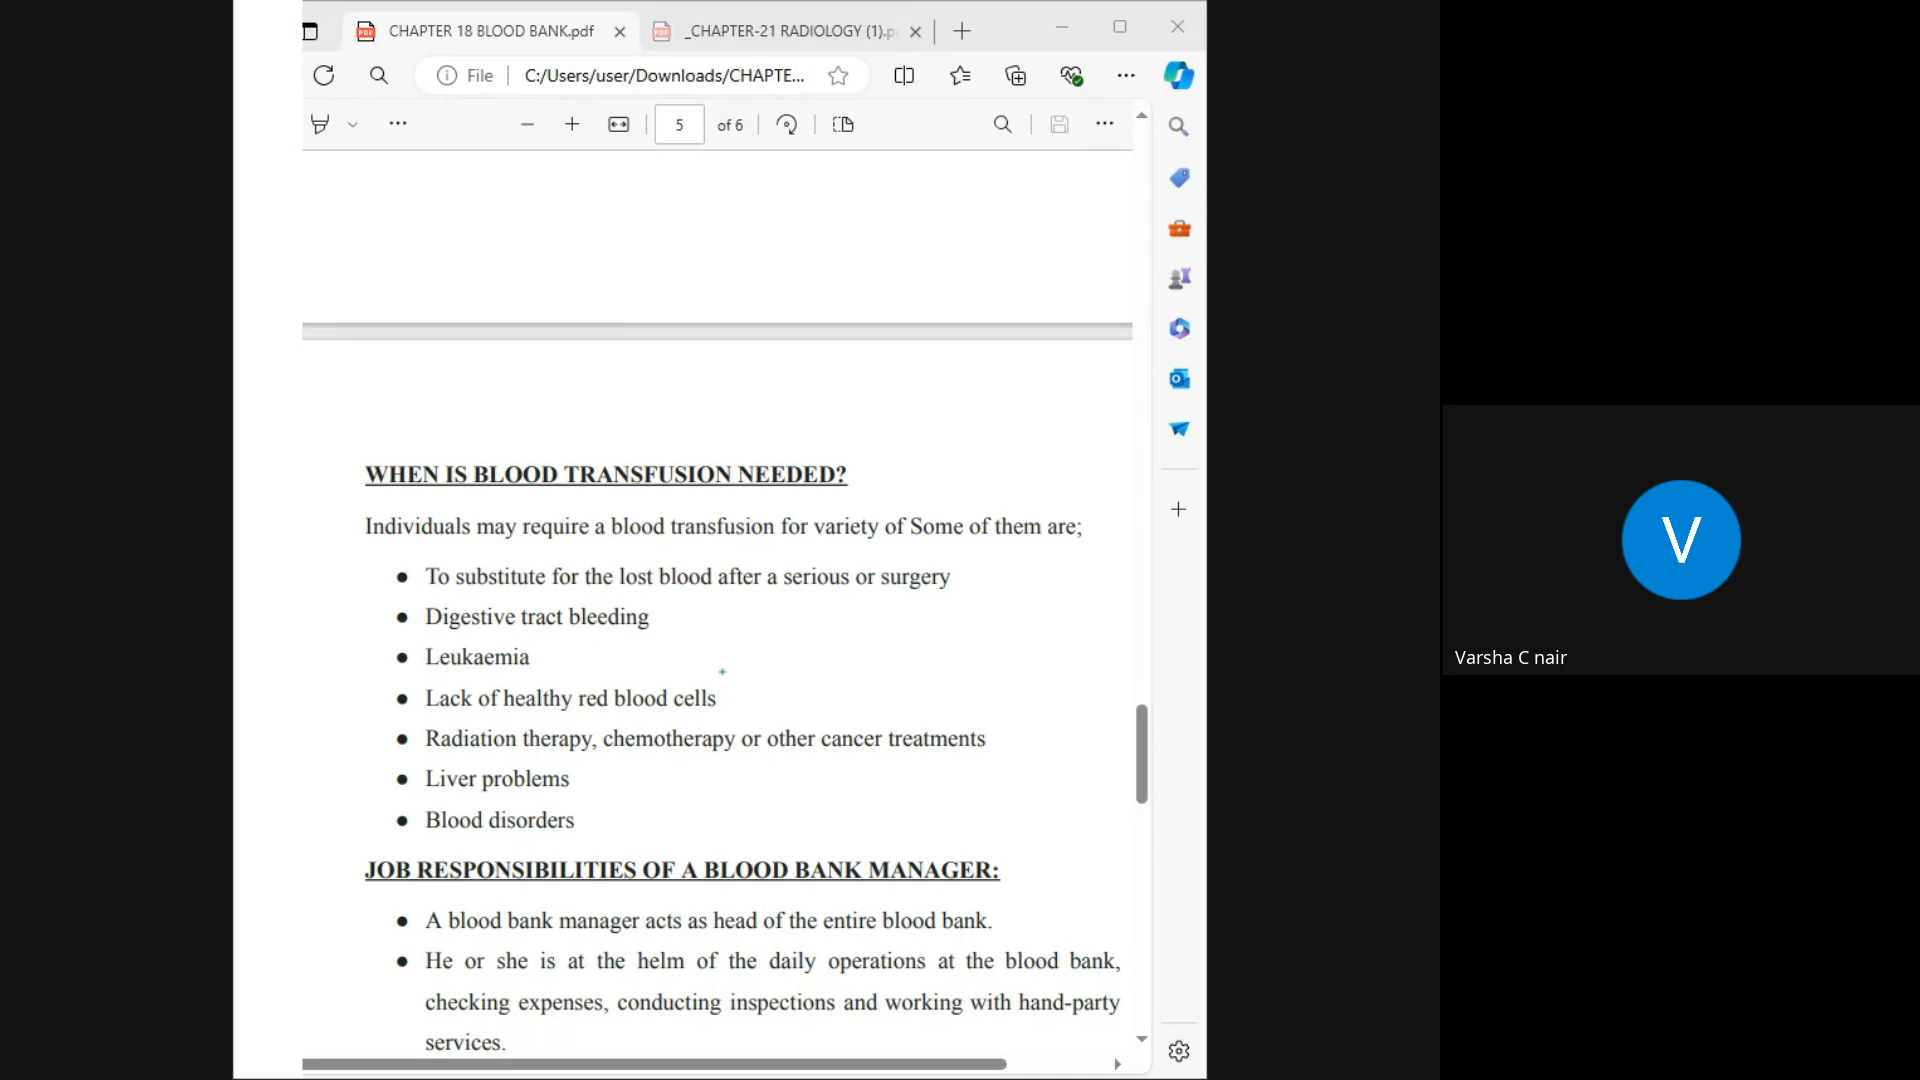 CHAPTER 18 BLOOD BANK.pdf
_CHAPTER-21 RADIOLOGY (1).p
File
C:/Users/user/Downloads/CHAPTE...
5 of 6
WHEN IS BLOOD TRANSFUSION NEEDED?
Individuals may require a blood transfusion for variety of Some of them are;
● To substitute for the lost blood after a serious or surgery
● Digestive tract bleeding
● Leukaemia
● Lack of healthy red blood cells
● Radiation therapy, chemotherapy or other cancer treatments
● Liver problems
● Blood disorders
JOB RESPONSIBILITIES OF A BLOOD BANK MANAGER:
● A blood bank manager acts as head of the entire blood bank.
● He or she is at the helm of the daily operations at the blood bank,
checking expenses, conducting inspections and working with hand-party
services.
V
Varsha C nair